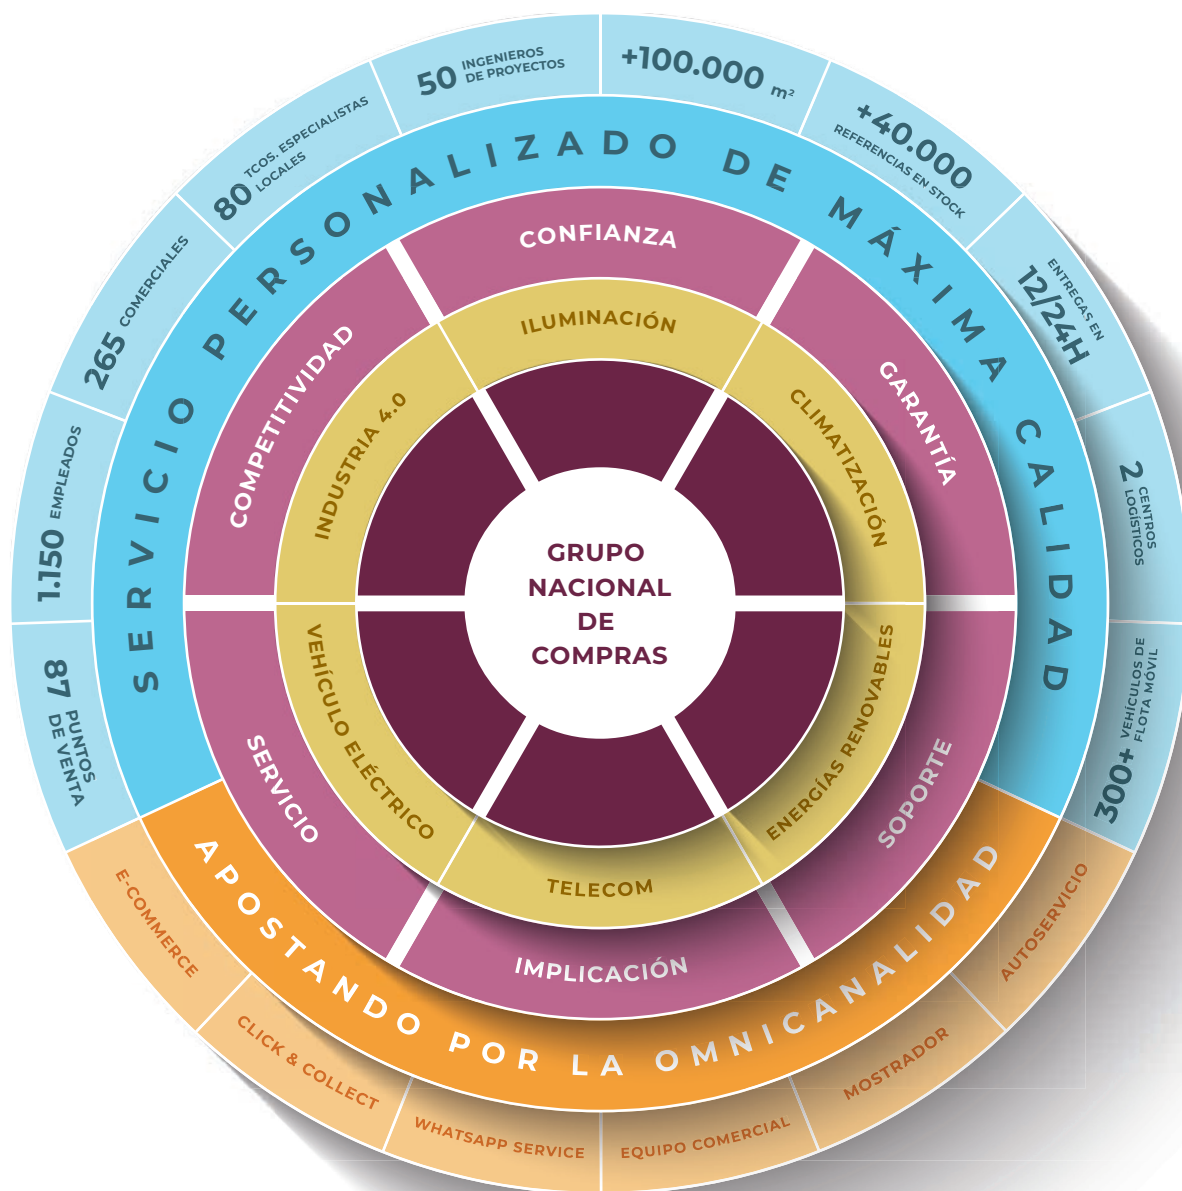 50 INGENIEROS
DE PROYECTOS
+100.000 m²
+40.000
REFERENCIAS EN STOCK
ENTREGAS EN
12/24H
2 CENTROS
LOGÍSTICOS
300+ VEHÍCULOS DE
FLOTA MÓVIL
80 TCOS. ESPECIALISTAS
LOCALES
265 COMERCIALES
1.150 EMPLEADOS
87 PUNTOS
DE VENTA
SERVICIO PERSONALIZADO DE MÁXIMA CALIDAD
CONFIANZA
GARANTÍA
SOPORTE
IMPLICACIÓN
SERVICIO
COMPETITIVIDAD
ILUMINACIÓN
CLIMATIZACIÓN
ENERGÍAS RENOVABLES
TELECOM
VEHÍCULO ELÉCTRICO
INDUSTRIA 4.0
GRUPO
NACIONAL
DE
COMPRAS
APOSTANDO POR LA OMNICANALIDAD
E-COMMERCE
CLICK & COLLECT
WHATSAPP SERVICE
EQUIPO COMERCIAL
MOSTRADOR
AUTOSERVICIO